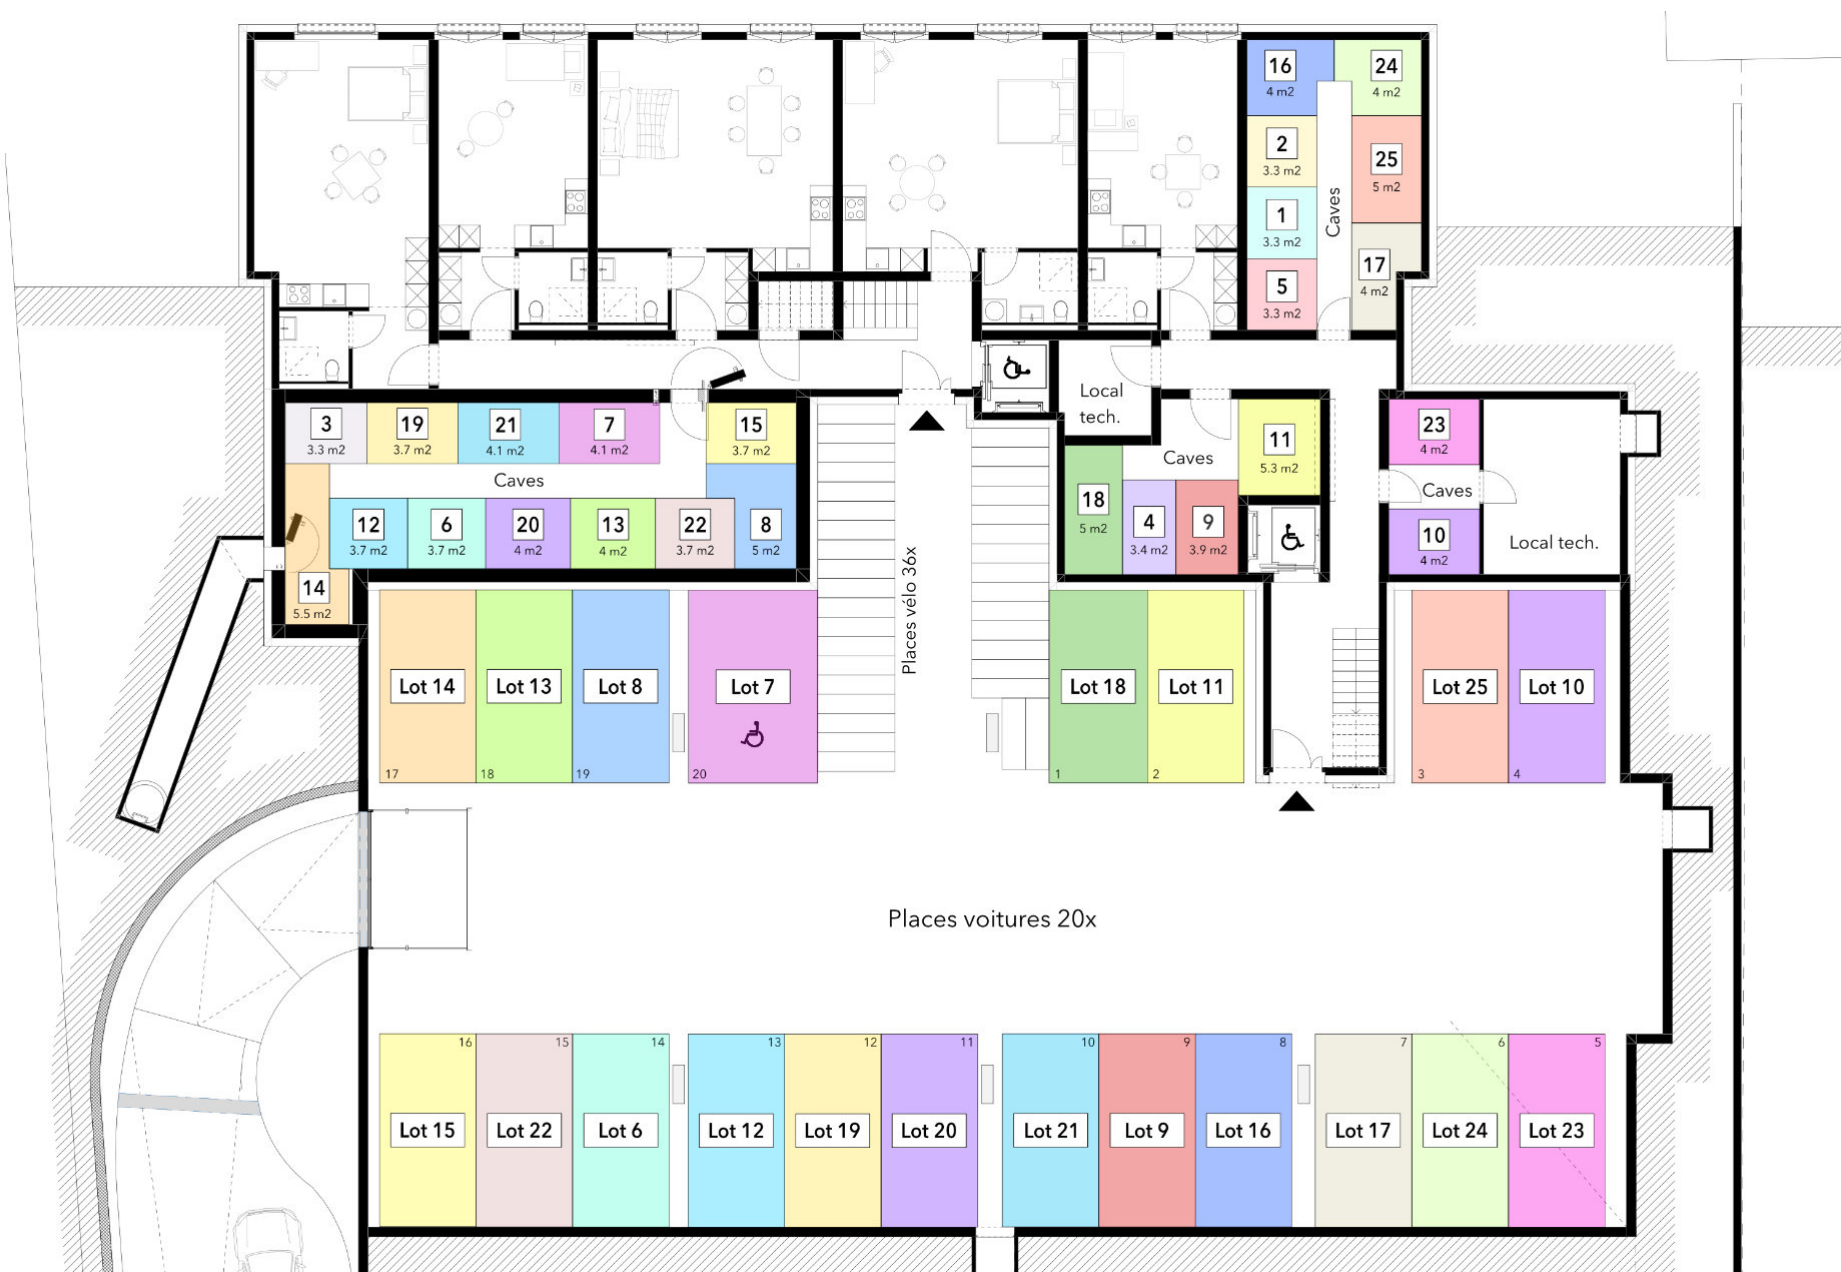 16
4 m2
24
4 m2
2
3.3 m2
25
5 m2
1
3.3 m2
Caves
17
4 m2
5
3.3 m2
3
3.3 m2
19
3.7 m2
21
4.1 m2
7
4.1 m2
15
3.7 m2
Caves
12
3.7 m2
6
3.7 m2
20
4 m2
13
4 m2
22
3.7 m2
8
5 m2
14
5.5 m2
Local
tech.
11
5.3 m2
Caves
18
5 m2
4
3.4 m2
9
3.9 m2
23
4 m2
Caves
10
4 m2
Local tech.
Places vélo 36x
Lot 14
17
Lot 13
18
Lot 8
19
Lot 7
20
Lot 18
1
Lot 11
2
Lot 25
3
Lot 10
4
Places voitures 20x
16
Lot 15
15
Lot 22
14
Lot 6
13
Lot 12
12
Lot 19
11
Lot 20
10
Lot 21
9
Lot 9
8
Lot 16
7
Lot 17
6
Lot 24
5
Lot 23